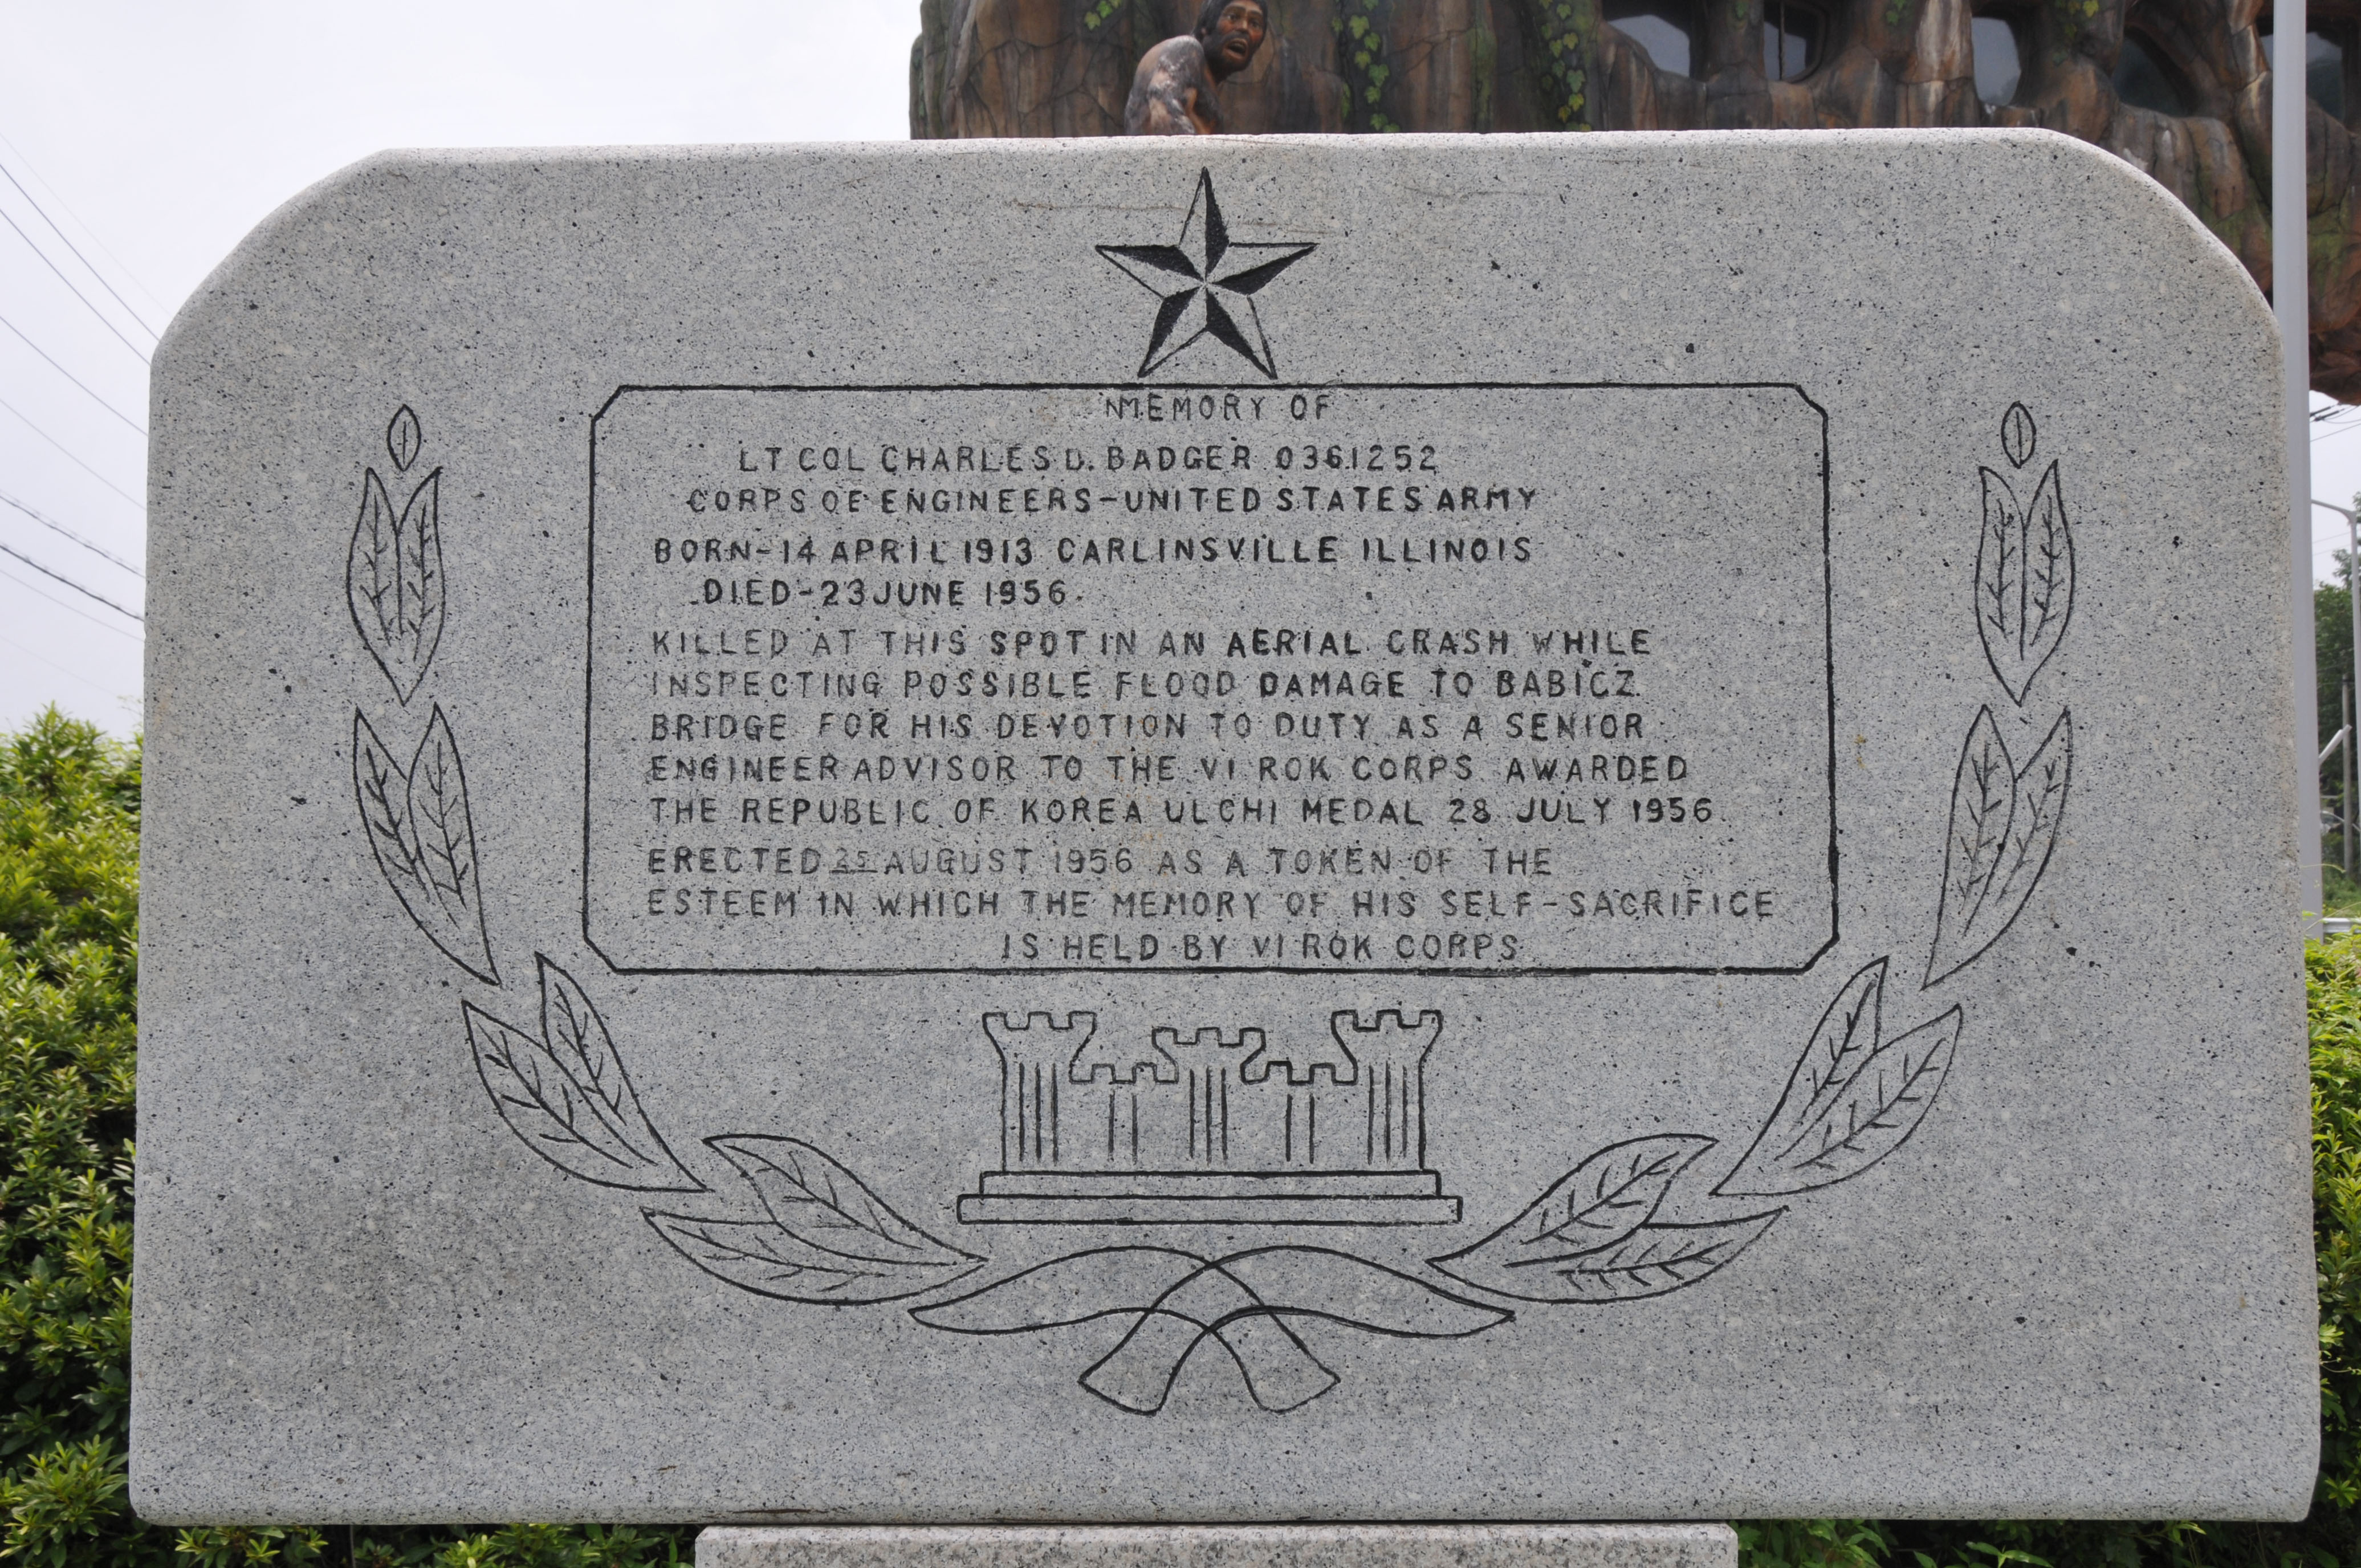 MEMORY OF
LT COL CHARLES D. BADGER 0361252
CORPS OF ENGINEERS-UNITED STATES ARMY
BORN-14 APRIL 1913 CARLINSVILLE ILLINOIS
DIED-23 JUNE 1956
KILLED AT THIS SPOT IN AN AERIAL CRASH WHILE
INSPECTING POSSIBLE FLOOD DAMAGE TO BABICZ
BRIDGE FOR HIS DEVOTION TO DUTY AS A SENIOR
ENGINEER ADVISOR TO THE VI ROK CORPS AWARDED
THE REPUBLIC OF KOREA ULCHI MEDAL 28 JULY 1956
ERECTED 25 AUGUST 1956 AS A TOKEN OF THE
ESTEEM IN WHICH THE MEMORY OF HIS SELF-SACRIFICE
IS HELD BY VI ROK CORPS